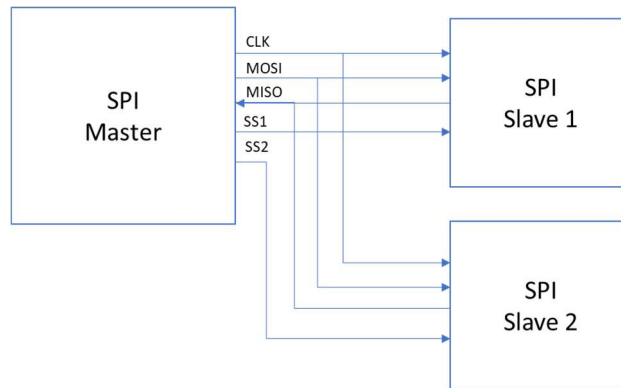 SPI
Master
CLK
MOSI
MISO
SS1
SS2
SPI
Slave 1
SPI
Slave 2